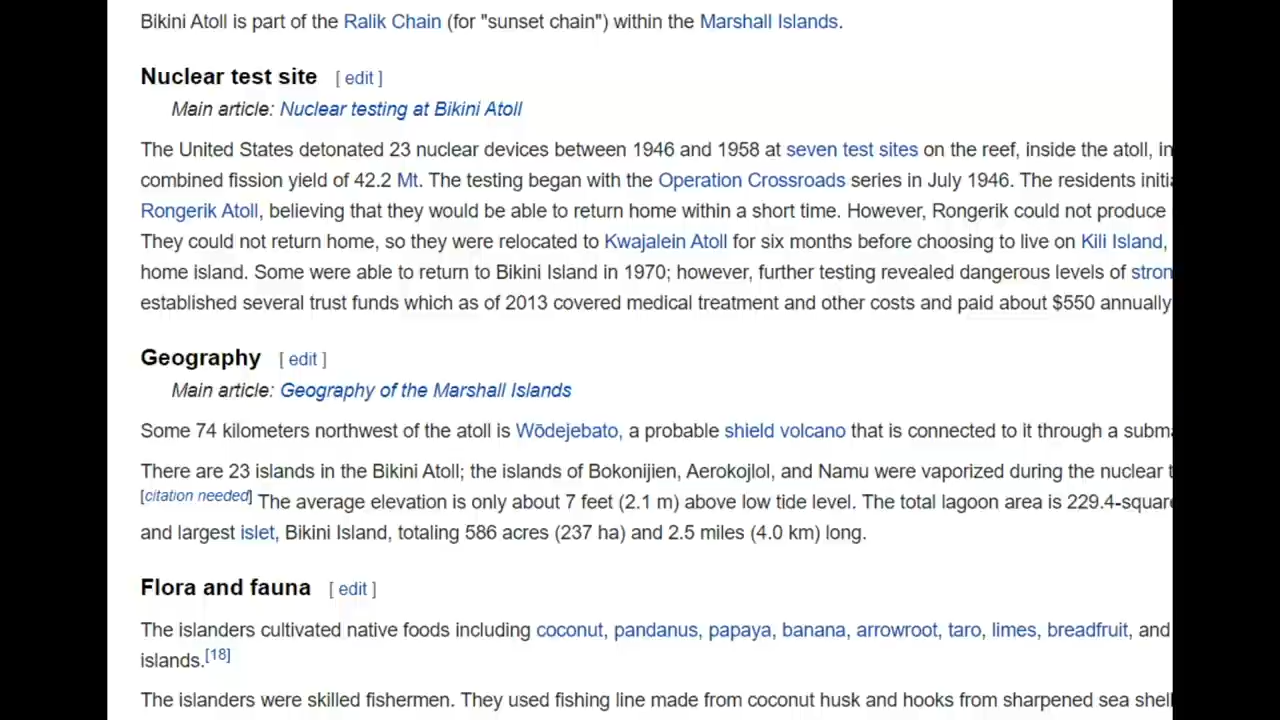 Bikini Atoll is part of the Ralik Chain (for "sunset chain") within the Marshall Islands.
Nuclear test site [ edit ]
Main article: Nuclear testing at Bikini Atoll
The United States detonated 23 nuclear devices between 1946 and 1958 at seven test sites on the reef, inside the atoll, in
combined fission yield of 42.2 Mt. The testing began with the Operation Crossroads series in July 1946. The residents
Rongerik Atoll, believing that they would be able to return home within a short time. However, Rongerik could not produce
They could not return home, so they were relocated to Kwajalein Atoll for six months before choosing to live on Kili Island,
home island. Some were able to return to Bikini Island in 1970; however, further testing revealed dangerous levels of
established several trust funds which as of 2013 covered medical treatment and other costs and paid about $550 annually
Geography [ edit ]
Main article: Geography of the Marshall Islands
Some 74 kilometers northwest of the atoll is Wōdejebato, a probable shield volcano that is connected to it through a
There are 23 islands in the Bikini Atoll; the islands of Bokonijien, Aerokojlol, and Namu were vaporized during the nuclear
[citation needed] The average elevation is only about 7 feet (2.1 m) above low tide level. The total lagoon area is
and largest islet, Bikini Island, totaling 586 acres (237 ha) and 2.5 miles (4.0 km) long.
Flora and fauna [ edit ]
The islanders cultivated native foods including coconut, pandanus, papaya, banana, arrowroot, taro, limes, breadfruit, and
islands.[18]
The islanders were skilled fishermen. They used fishing line made from coconut husk and hooks from sharpened sea